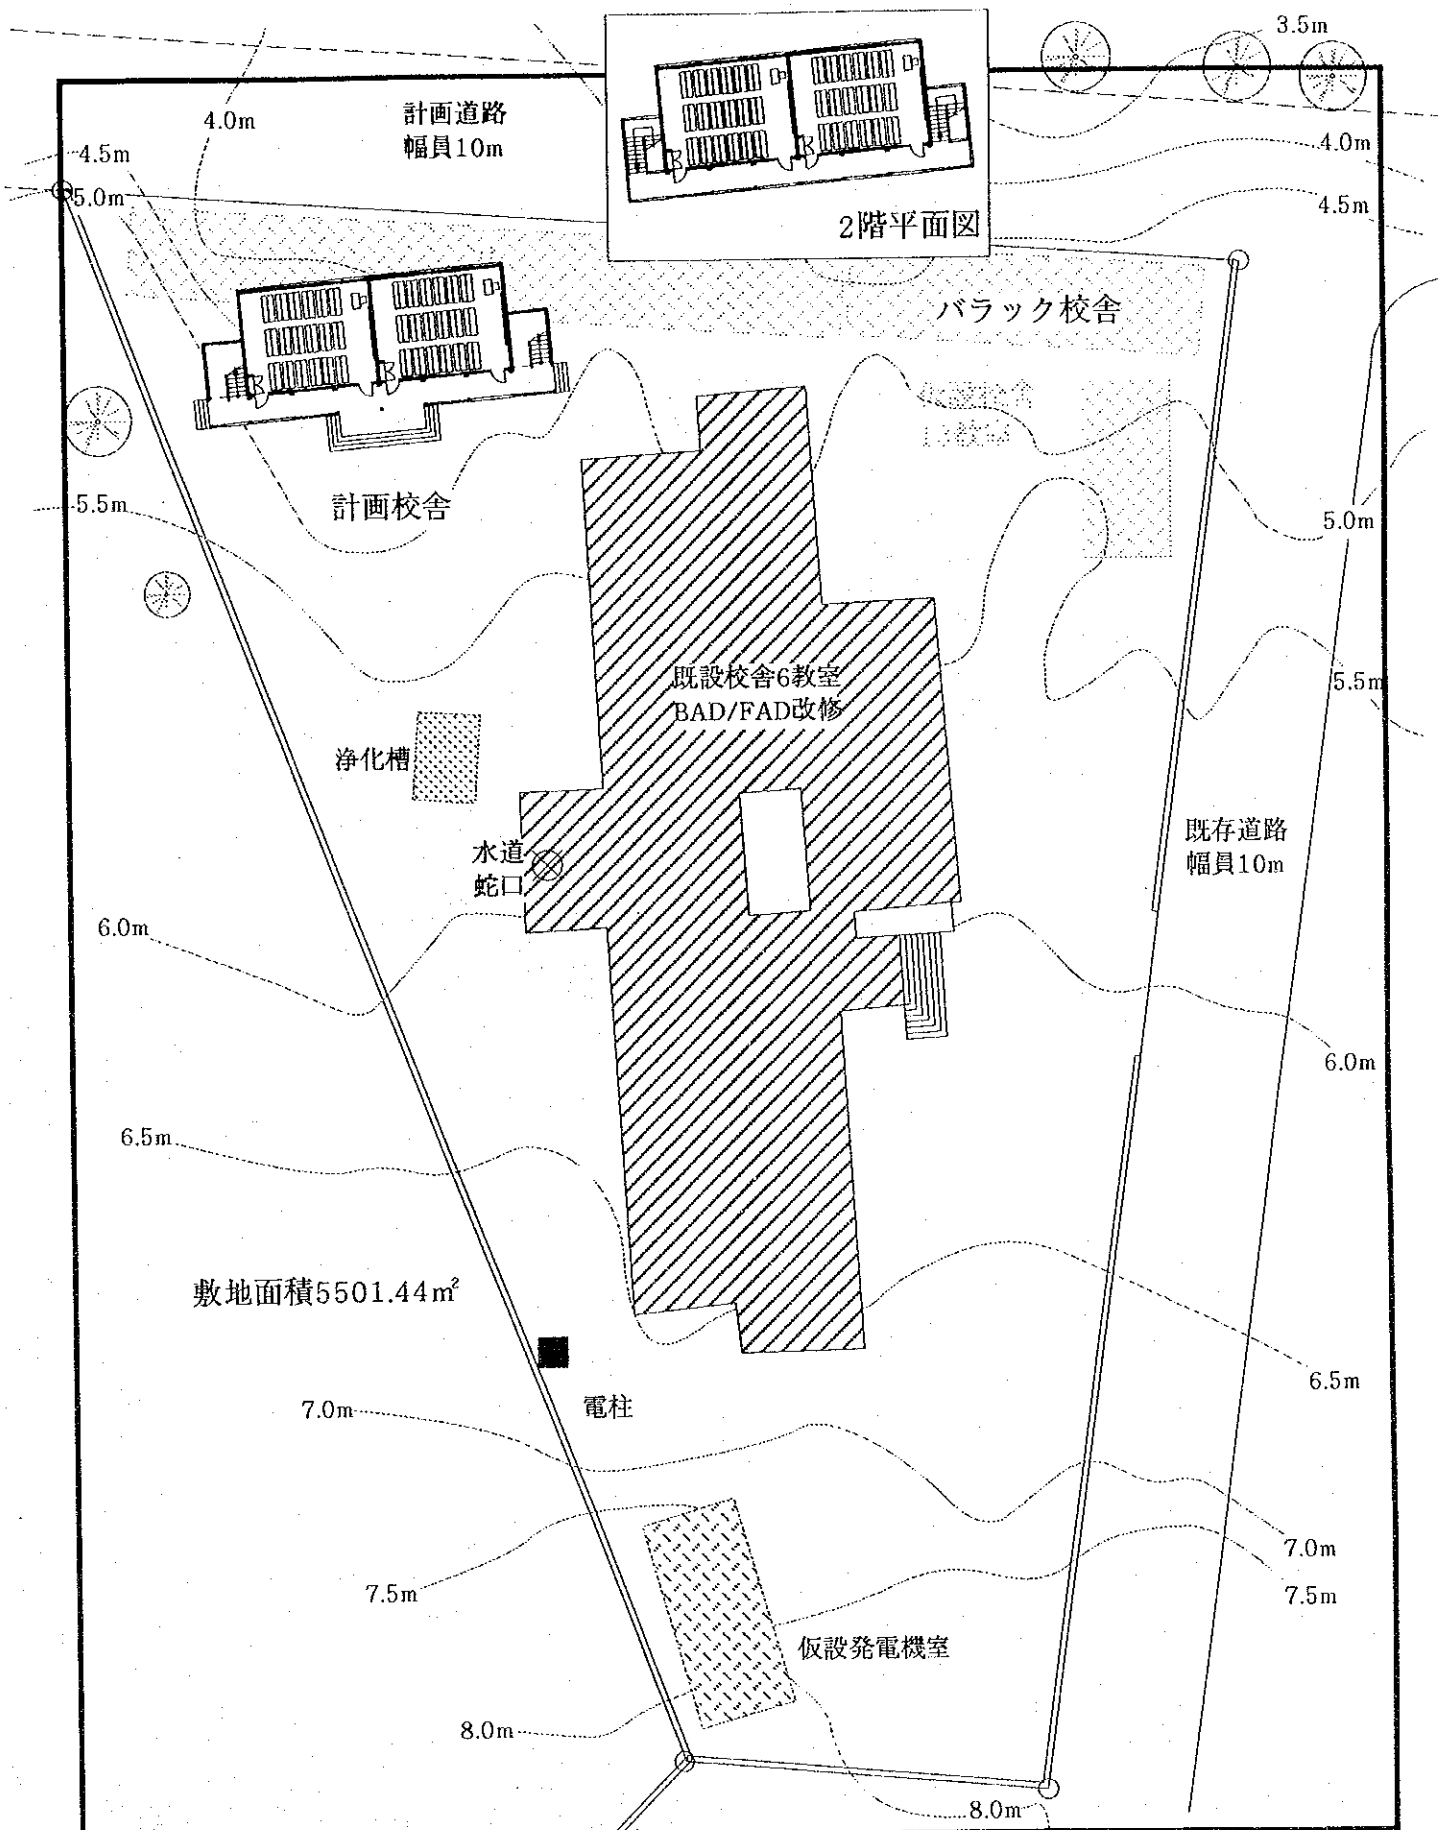 3.5m
計画道路
幅員10m
4.0m
4.5m
5.0m
4.0m
4.5m
2階平面図
バラック校舎
計画校舎
5.5m
5.0m
既設校舎6教室
BAD/FAD改修
5.5m
浄化槽
水道
蛇口
既存道路
幅員10m
6.0m
6.0m
6.5m
敷地面積5501.44㎡
電柱
6.5m
7.0m
7.0m
7.5m
7.5m
仮設発電機室
8.0m
8.0m